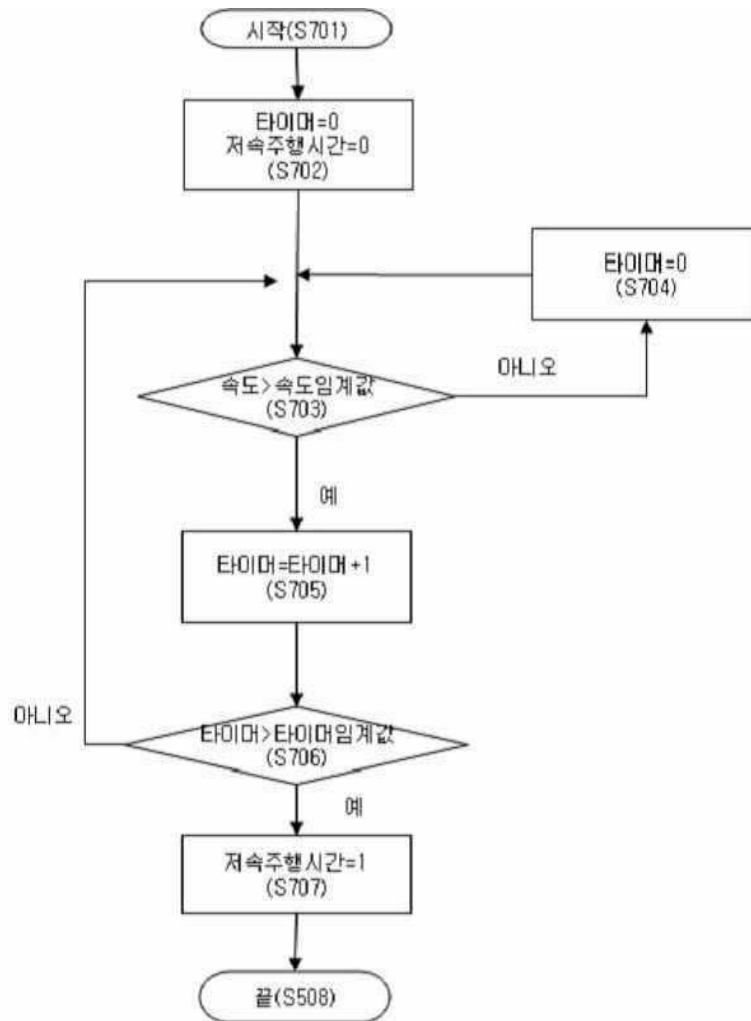 시작(S701)
타이머=0
저속주행시간=0
(S702)
타이머=0
(S704)
속도>속도임계값
(S703)
아니오
예
타이머=타이머+1
(S705)
아니오
타이머>타이머임계값
(S706)
예
저속주행시간=1
(S707)
끝(S508)